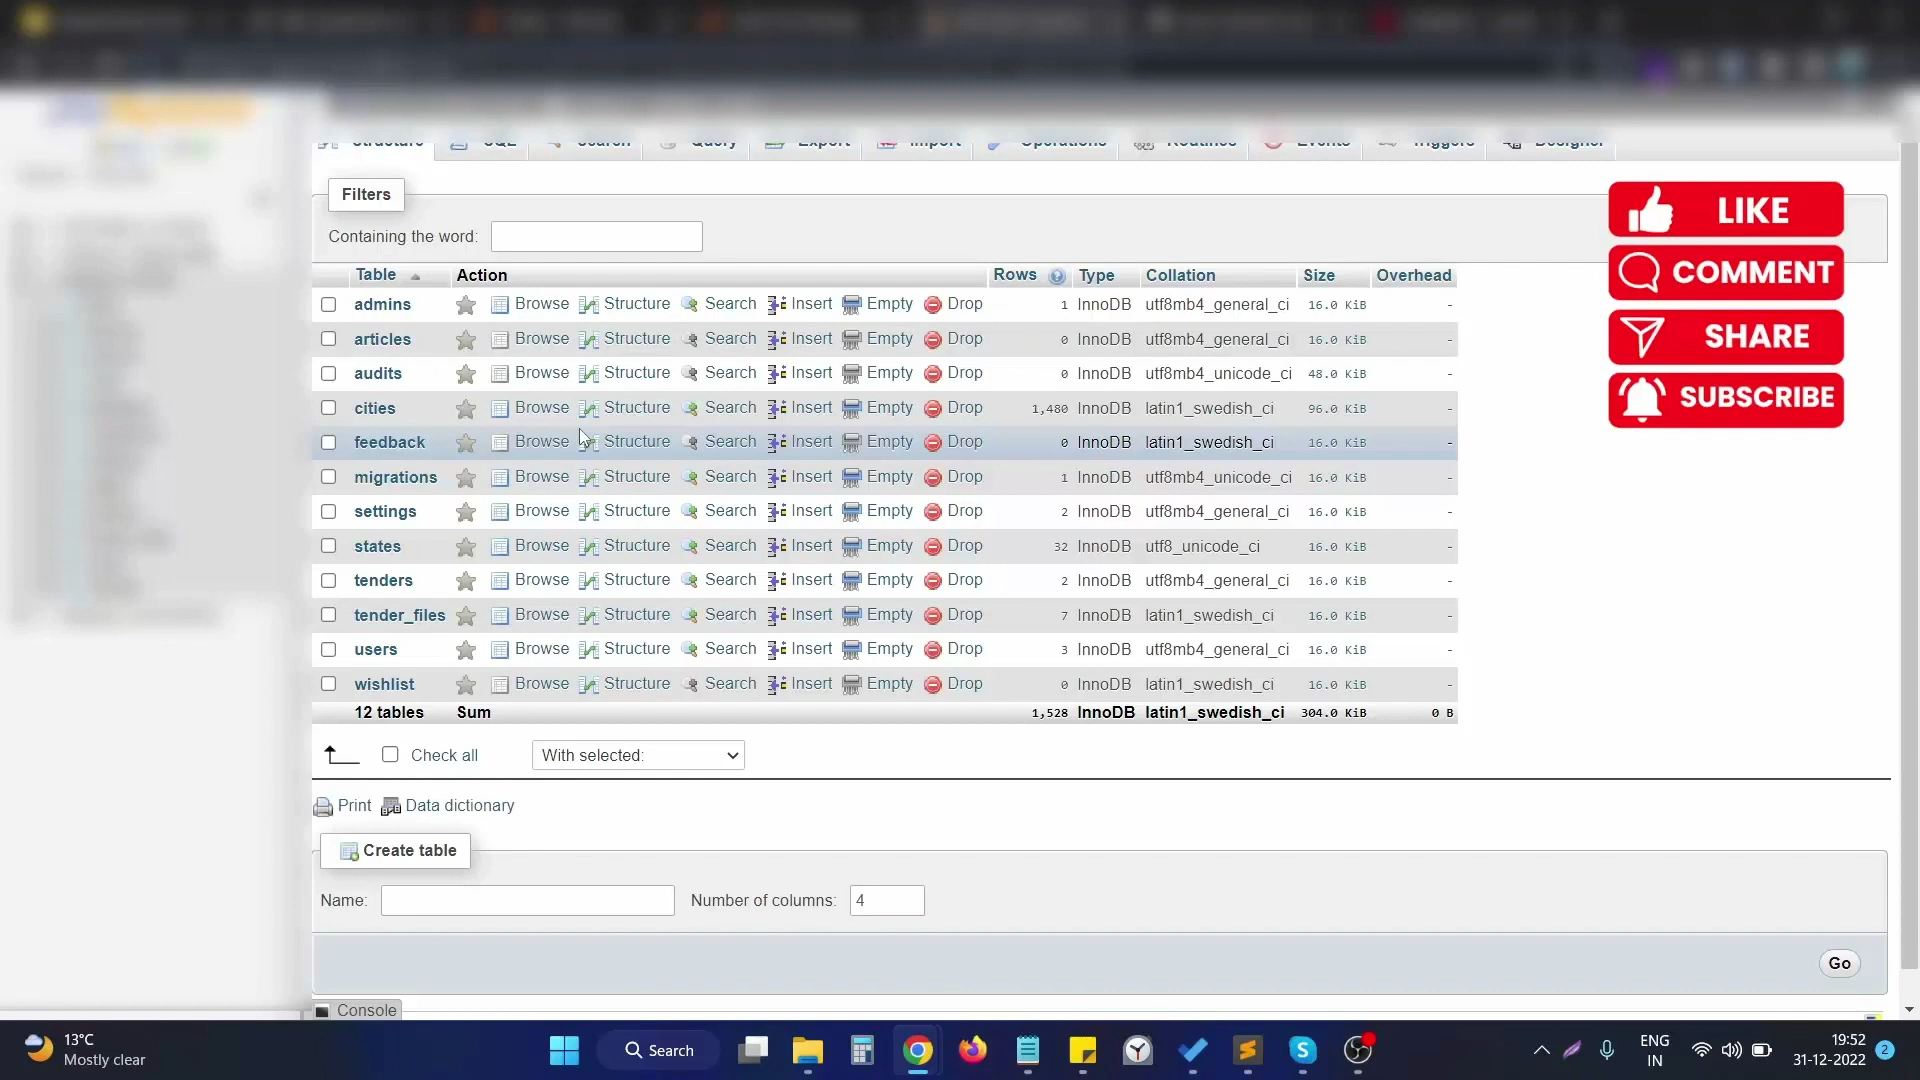 Structure SQL Search Query Export Import Operations Routines Events Triggers Designer
Filters
Containing the word:
Table Action Rows Type Collation Size Overhead
admins Browse Structure Search Insert Empty Drop 1 InnoDB utf8mb4_general_ci 16.0 KiB -
articles Browse Structure Search Insert Empty Drop 0 InnoDB utf8mb4_general_ci 16.0 KiB -
audits Browse Structure Search Insert Empty Drop 0 InnoDB utf8mb4_unicode_ci 48.0 KiB -
cities Browse Structure Search Insert Empty Drop 1,480 InnoDB latin1_swedish_ci 96.0 KiB -
feedback Browse Structure Search Insert Empty Drop 0 InnoDB latin1_swedish_ci 16.0 KiB -
migrations Browse Structure Search Insert Empty Drop 1 InnoDB utf8mb4_unicode_ci 16.0 KiB -
settings Browse Structure Search Insert Empty Drop 2 InnoDB utf8mb4_general_ci 16.0 KiB -
states Browse Structure Search Insert Empty Drop 32 InnoDB utf8_unicode_ci 16.0 KiB -
tenders Browse Structure Search Insert Empty Drop 2 InnoDB utf8mb4_general_ci 16.0 KiB -
tender_files Browse Structure Search Insert Empty Drop 7 InnoDB latin1_swedish_ci 16.0 KiB -
users Browse Structure Search Insert Empty Drop 3 InnoDB utf8mb4_general_ci 16.0 KiB -
wishlist Browse Structure Search Insert Empty Drop 0 InnoDB latin1_swedish_ci 16.0 KiB -
12 tables Sum 1,528 InnoDB latin1_swedish_ci 304.0 KiB 0 B
Check all With selected:
Print Data dictionary
Create table
Name: Number of columns: 4
Go
Console
LIKE
COMMENT
SHARE
SUBSCRIBE
13°C
Mostly clear
Search
ENG
IN
19:52
31-12-2022
2